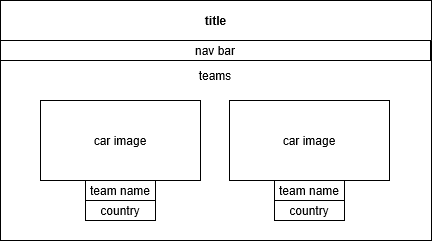 title
nav bar
teams
car image
car image
team name
team name
country
country